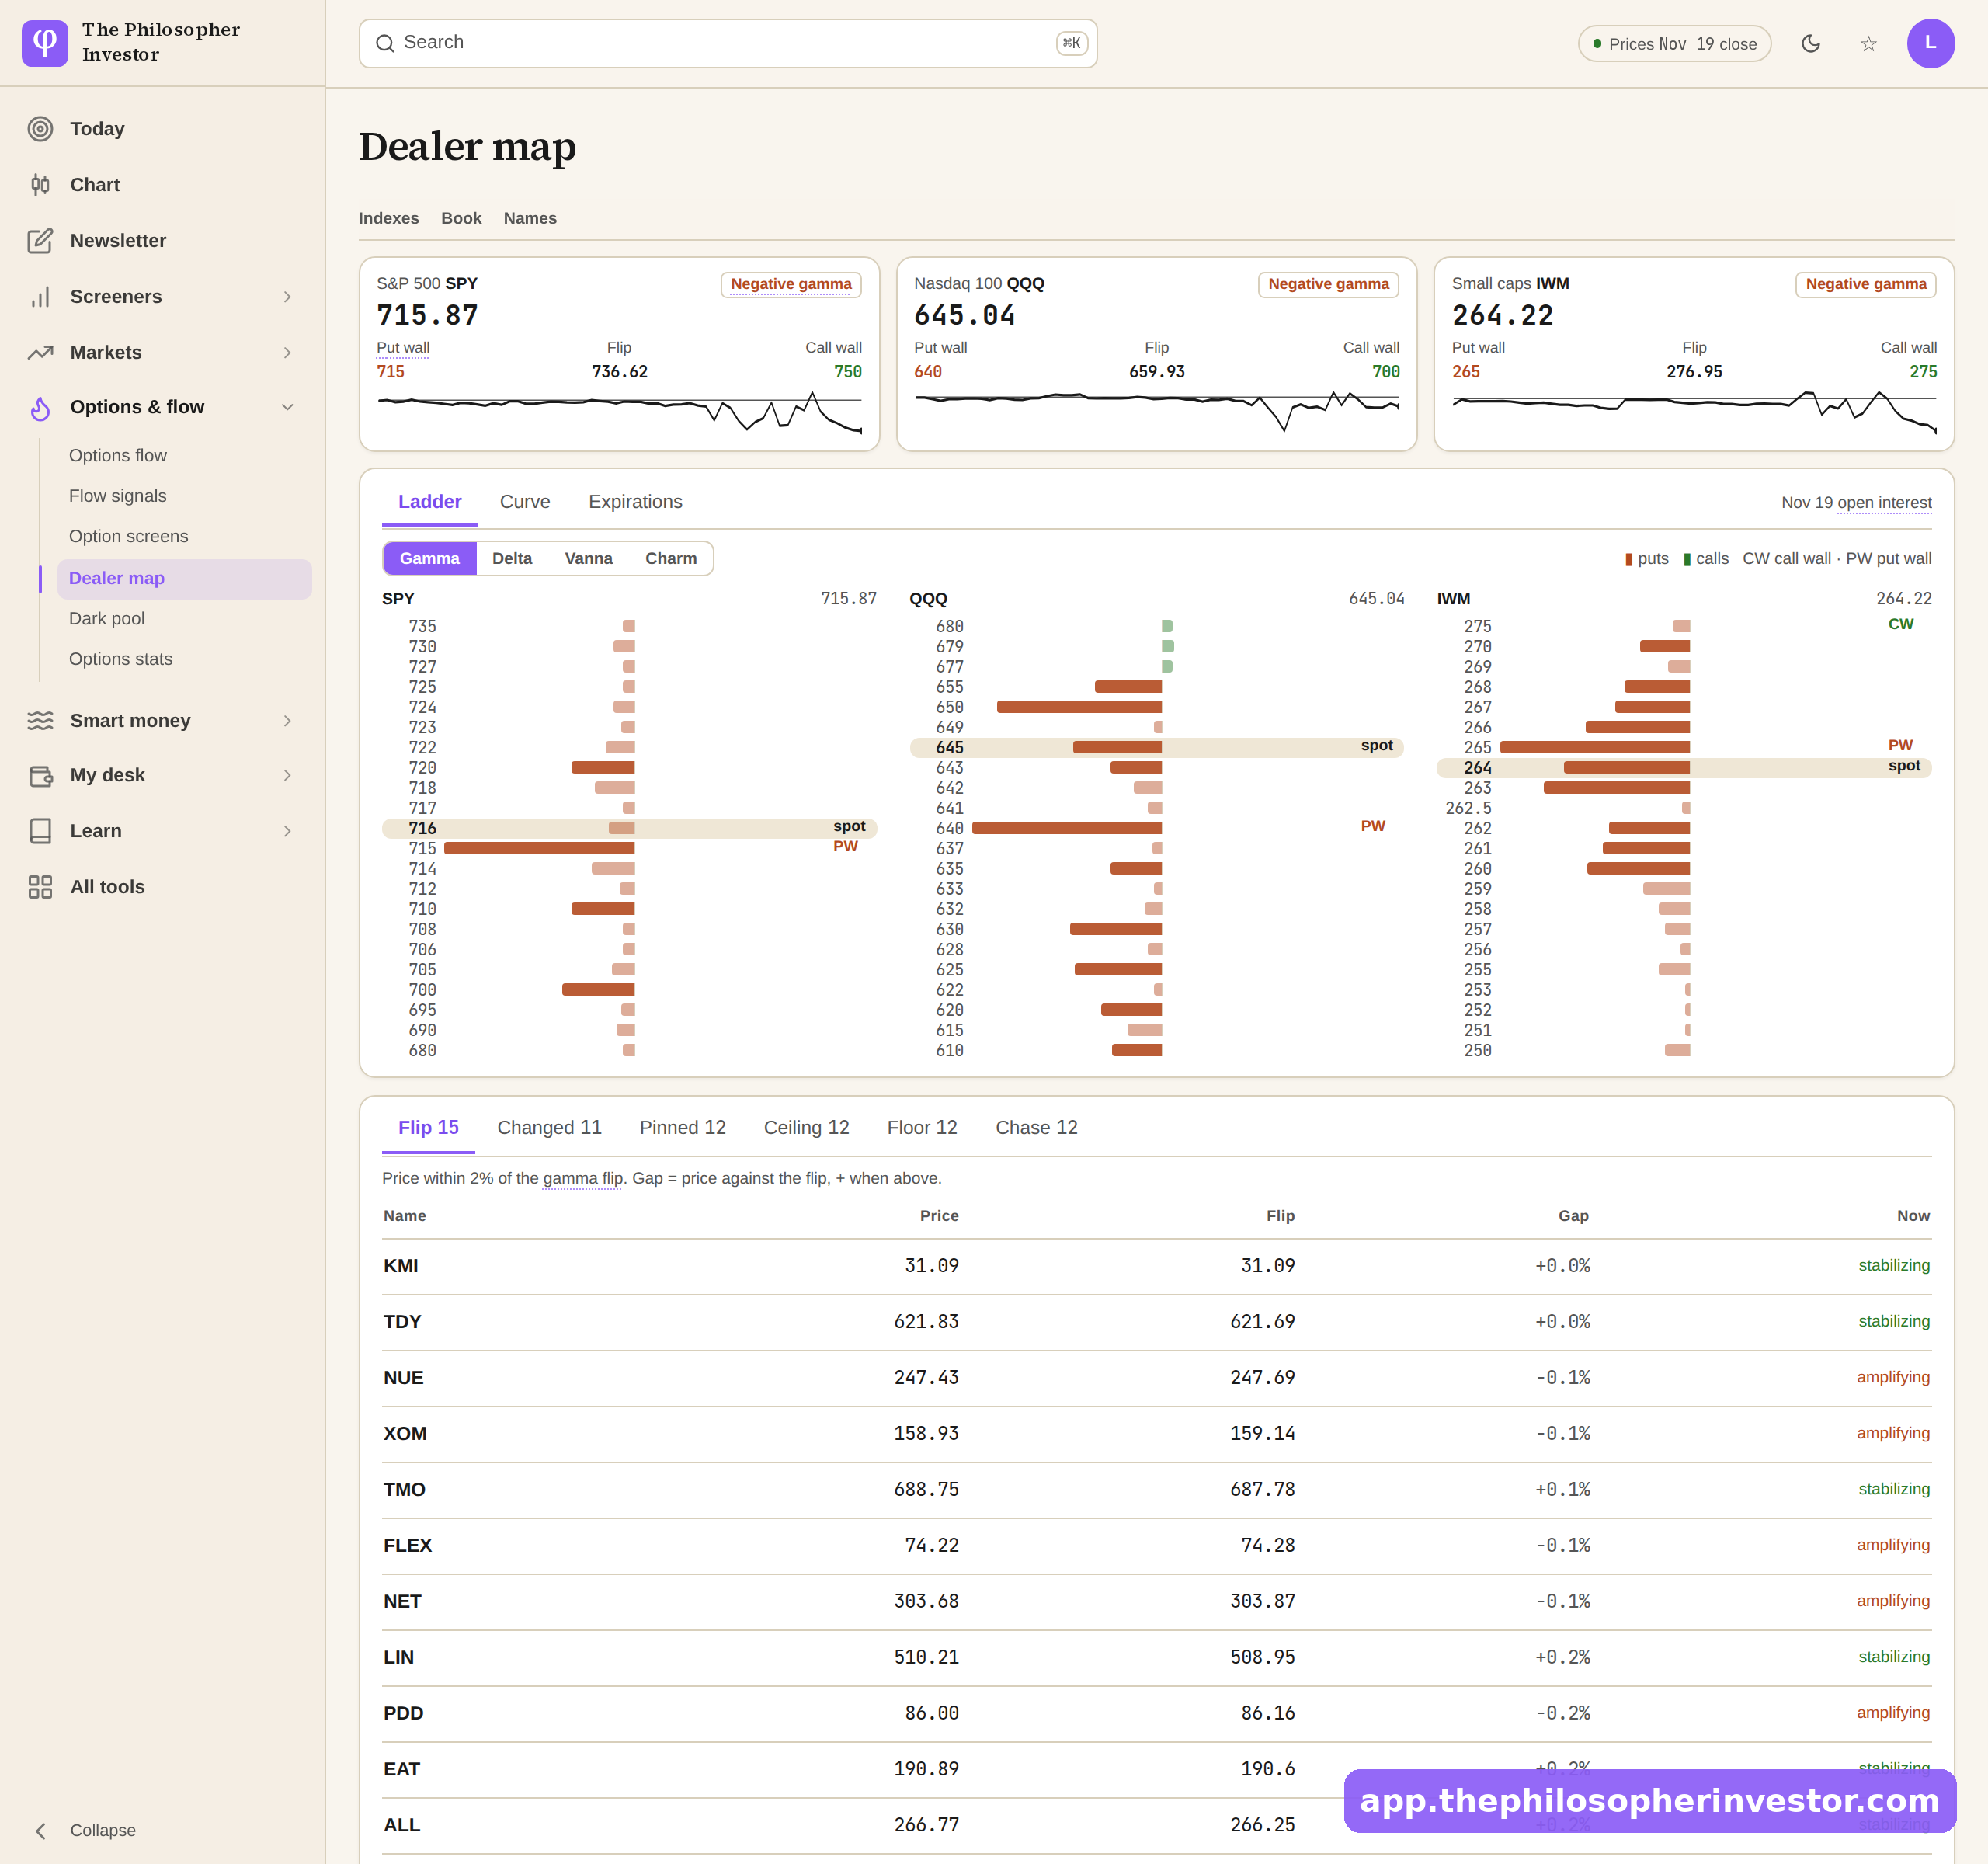 The Philosopher
Investor
Search
⌘K
Prices Nov 19 close
L
Today
Chart
Newsletter
Screeners
Markets
Options & flow
Options flow
Flow signals
Option screens
Dealer map
Dark pool
Options stats
Smart money
My desk
Learn
All tools
Collapse
Dealer map
Indexes Book Names
S&P 500 SPY Negative gamma
715.87
Put wall Flip Call wall
715 736.62 750
Nasdaq 100 QQQ Negative gamma
645.04
Put wall Flip Call wall
640 659.93 700
Small caps IWM Negative gamma
264.22
Put wall Flip Call wall
265 276.95 275
Ladder Curve Expirations Nov 19 open interest
Gamma Delta Vanna Charm puts calls CW call wall · PW put wall
SPY 715.87
735
730
727
725
724
723
722
720
718
717
716 spot
715 PW
714
712
710
708
706
705
700
695
690
680
QQQ 645.04
680
679
677
655
650
649
645 spot
643
642
641
640 PW
637
635
633
632
630
628
625
622
620
615
610
IWM 264.22
275 CW
270
269
268
267
266
265 PW
264 spot
263
262.5
262
261
260
259
258
257
256
255
253
252
251
250
Flip 15 Changed 11 Pinned 12 Ceiling 12 Floor 12 Chase 12
Price within 2% of the gamma flip. Gap = price against the flip, + when above.
Name Price Flip Gap Now
KMI 31.09 31.09 +0.0% stabilizing
TDY 621.83 621.69 +0.0% stabilizing
NUE 247.43 247.69 -0.1% amplifying
XOM 158.93 159.14 -0.1% amplifying
TMO 688.75 687.78 +0.1% stabilizing
FLEX 74.22 74.28 -0.1% amplifying
NET 303.68 303.87 -0.1% amplifying
LIN 510.21 508.95 +0.2% stabilizing
PDD 86.00 86.16 -0.2% amplifying
EAT 190.89 190.6 +0.2% stabilizing
ALL 266.77 266.25 +0.2% stabilizing
app.thephilosopherinvestor.com